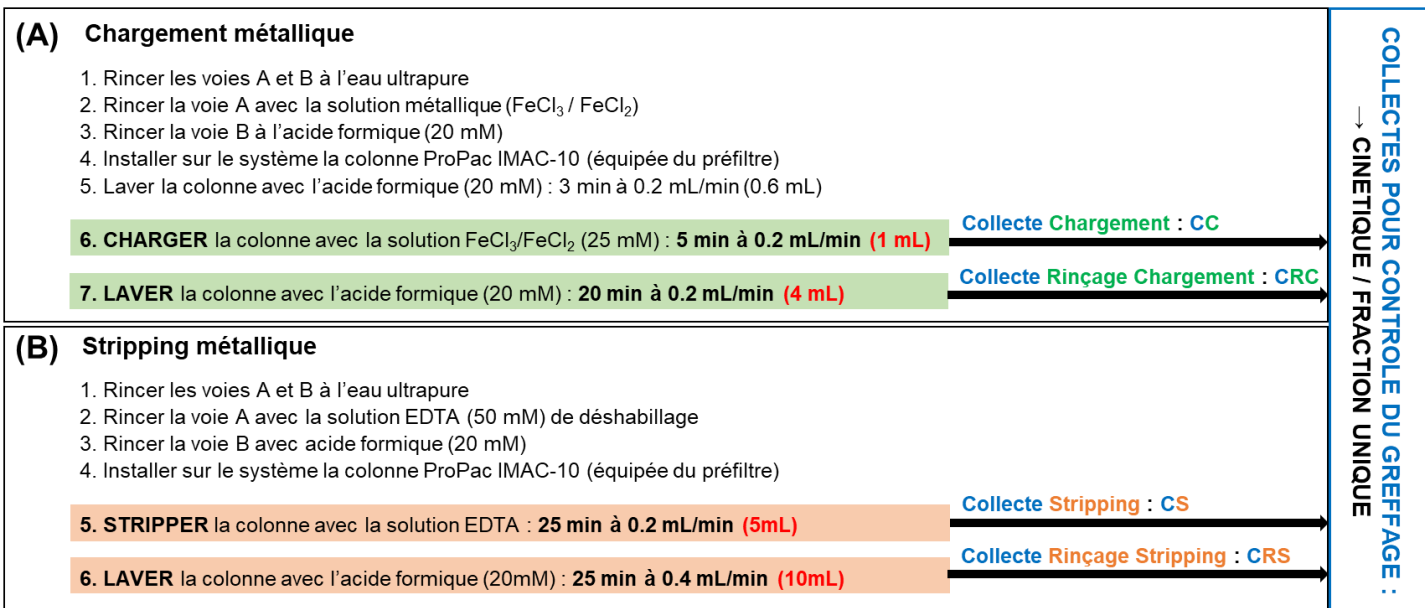 (A) Chargement métallique
1. Rincer les voies A et B à l’eau ultrapure
2. Rincer la voie A avec la solution métallique (FeCl₃ / FeCl₂)
3. Rincer la voie B à l’acide formique (20 mM)
4. Installer sur le système la colonne ProPac IMAC-10 (équipée du préfiltre)
5. Laver la colonne avec l’acide formique (20 mM) : 3 min à 0.2 mL/min (0.6 mL)
6. CHARGER la colonne avec la solution FeCl₃/FeCl₂ (25 mM) : 5 min à 0.2 mL/min (1 mL)
Collecte Chargement : CC
7. LAVER la colonne avec l’acide formique (20 mM) : 20 min à 0.2 mL/min (4 mL)
Collecte Rinçage Chargement : CRC
(B) Stripping métallique
1. Rincer les voies A et B à l’eau ultrapure
2. Rincer la voie A avec la solution EDTA (50 mM) de déshabillage
3. Rincer la voie B avec acide formique (20 mM)
4. Installer sur le système la colonne ProPac IMAC-10 (équipée du préfiltre)
5. STRIPPER la colonne avec la solution EDTA : 25 min à 0.2 mL/min (5mL)
Collecte Stripping : CS
6. LAVER la colonne avec l’acide formique (20mM) : 25 min à 0.4 mL/min (10mL)
Collecte Rinçage Stripping : CRS
COLLECTES POUR CONTROLE DU GREFFAGE :
→ CINETIQUE / FRACTION UNIQUE